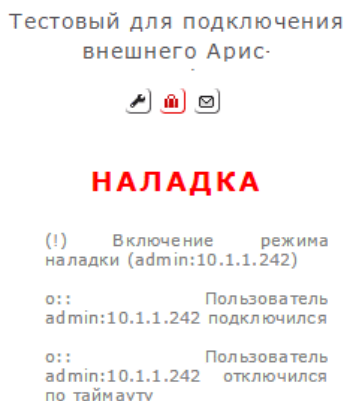 Тестовый для подключения
внешнего Арис
НАЛАДКА
(!) Включение режима
наладки (admin:10.1.1.242)
o:: Пользователь
admin:10.1.1.242 подключился
o:: Пользователь
admin:10.1.1.242 отключился
по таймауту